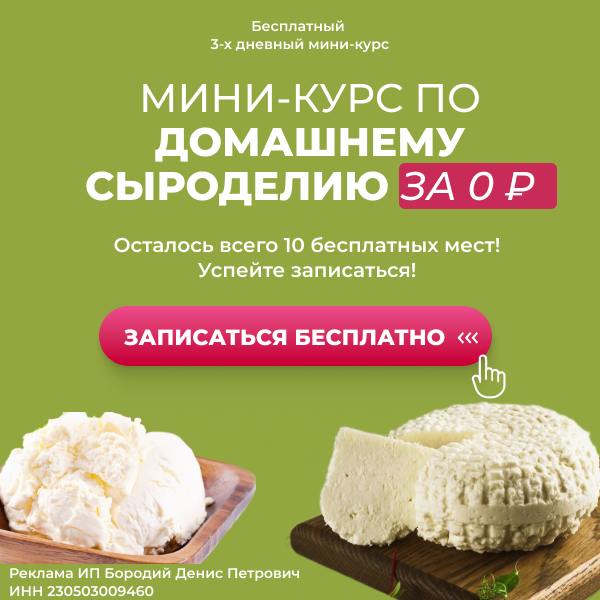 Бесплатный
3-х дневный мини-курс
МИНИ-КУРС ПО
ДОМАШНЕМУ
СЫРОДЕЛИЮ ЗА 0 ₽
Осталось всего 10 бесплатных мест!
Успейте записаться!
ЗАПИСАТЬСЯ БЕСПЛАТНО <<<
Реклама ИП Бородий Денис Петрович
ИНН 230503009460